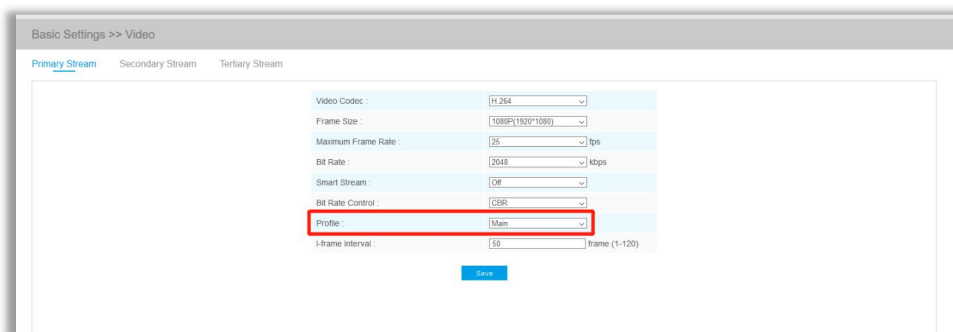 Basic Settings >> Video
Primary Stream Secondary Stream Tertiary Stream
Video Codec : H.264
Frame Size : 1080P(1920*1080)
Maximum Frame Rate : 25 fps
Bit Rate : 2048 kbps
Smart Stream : Off
Bit Rate Control : CBR
Profile : Main
I-frame Interval : 50 frame (1-120)
Save